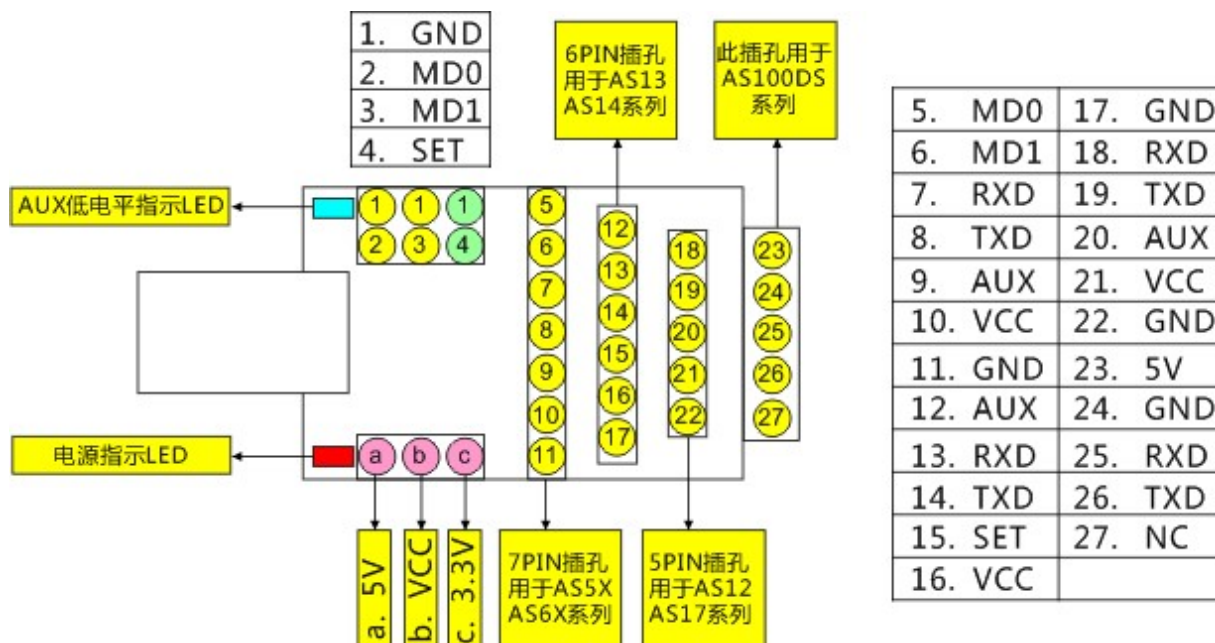 1. GND
2. MD0
3. MD1
4. SET
6PIN插孔
用于AS13
AS14系列
此插孔用于
AS100DS
系列
AUX低电平指示LED
1 1 1
2 3 4
5
6
7
8
9
10
11
12
13
14
15
16
17
18
19
20
21
22
23
24
25
26
27
电源指示LED
a b c
a. 5V
b. VCC
c. 3.3V
7PIN插孔
用于AS5X
AS6X系列
5PIN插孔
用于AS12
AS17系列
5. MD0 17. GND
6. MD1 18. RXD
7. RXD 19. TXD
8. TXD 20. AUX
9. AUX 21. VCC
10. VCC 22. GND
11. GND 23. 5V
12. AUX 24. GND
13. RXD 25. RXD
14. TXD 26. TXD
15. SET 27. NC
16. VCC